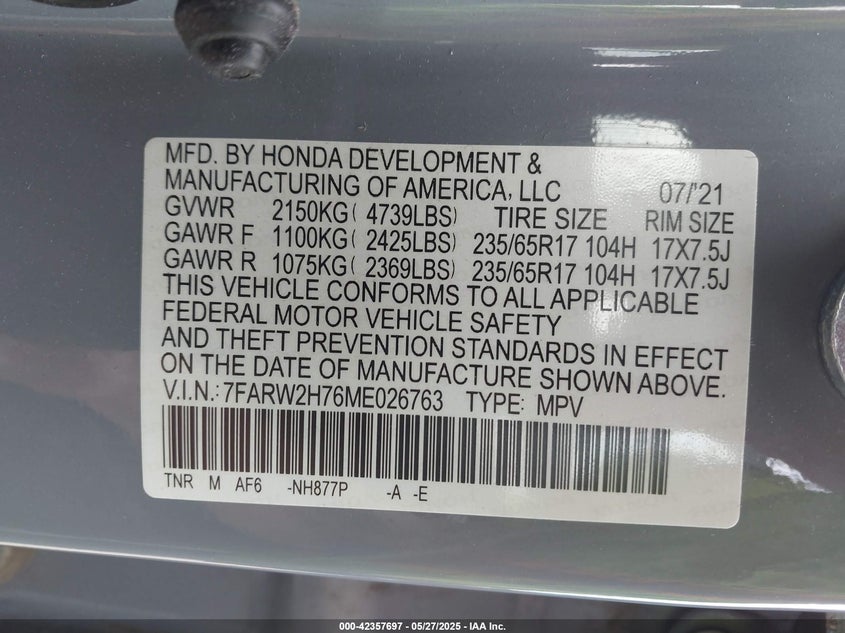 MFD. BY HONDA DEVELOPMENT &
MANUFACTURING OF AMERICA, LLC 07/'21
GVWR 2150KG( 4739LBS) TIRE SIZE RIM SIZE
GAWR F 1100KG( 2425LBS) 235/65R17 104H 17X7.5J
GAWR R 1075KG( 2369LBS) 235/65R17 104H 17X7.5J
THIS VEHICLE CONFORMS TO ALL APPLICABLE
FEDERAL MOTOR VEHICLE SAFETY
AND THEFT PREVENTION STANDARDS IN EFFECT
ON THE DATE OF MANUFACTURE SHOWN ABOVE.
V.I.N.: 7FARW2H76ME026763 TYPE: MPV
TNR M AF6 -NH877P -A -E
000-42357697 - 05/27/2025 - IAA Inc.